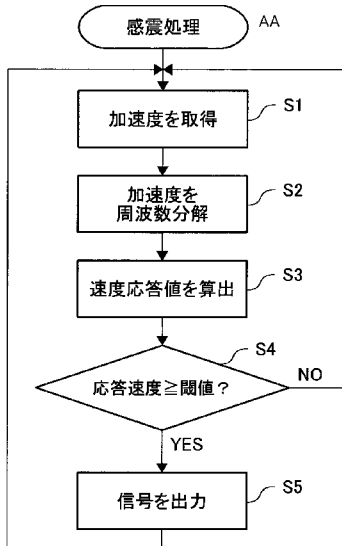 感震処理
AA
加速度を取得
S1
加速度を
周波数分解
S2
速度応答値を算出
S3
S4
応答速度≧閾値？
NO
YES
信号を出力
S5